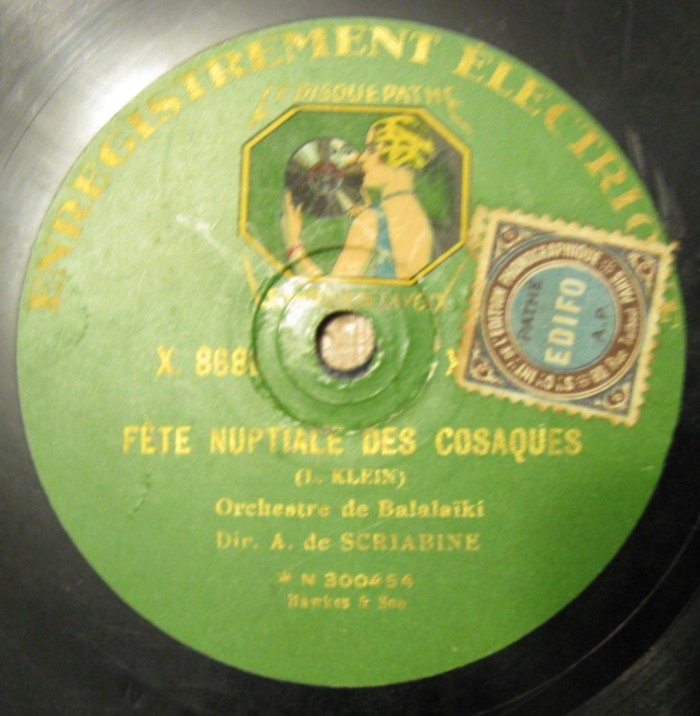 ENREGISTREMENT ÉLECTRIQUE
LE DISQUE PATHÉ
X. 868
X
FÊTE NUPTIALE DES COSAQUES
(L. KLEIN)
Orchestre de Balalaïki
Dir. A. de SCRIABINE
* N 300454
Hawkes & Son
PATHÉ
EDIFO
A.P.